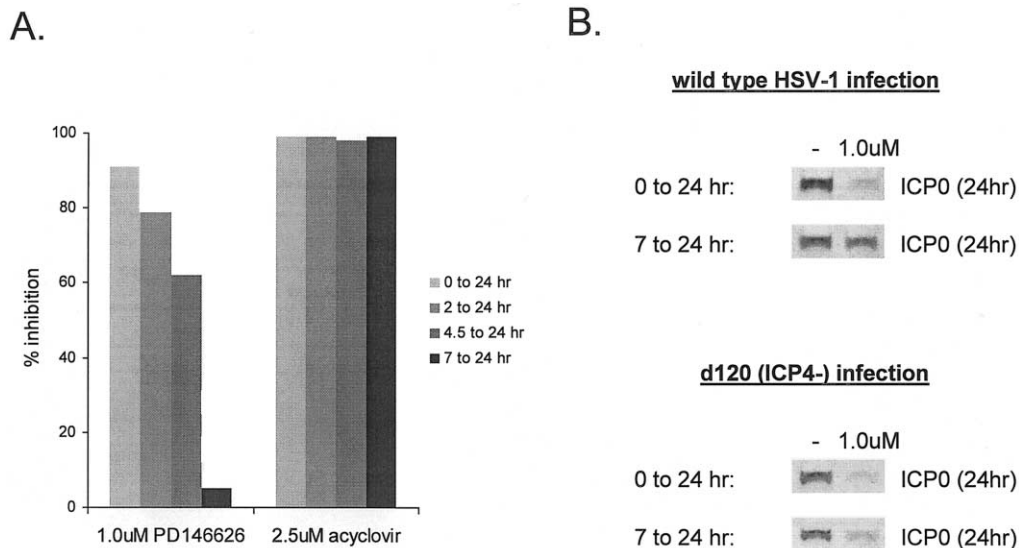 A.
% inhibition
100
80
60
40
20
0
1.0uM PD146626 2.5uM acyclovir
0 to 24 hr
2 to 24 hr
4.5 to 24 hr
7 to 24 hr
B.
wild type HSV-1 infection
- 1.0uM
0 to 24 hr: ICP0 (24hr)
7 to 24 hr: ICP0 (24hr)
d120 (ICP4-) infection
- 1.0uM
0 to 24 hr: ICP0 (24hr)
7 to 24 hr: ICP0 (24hr)